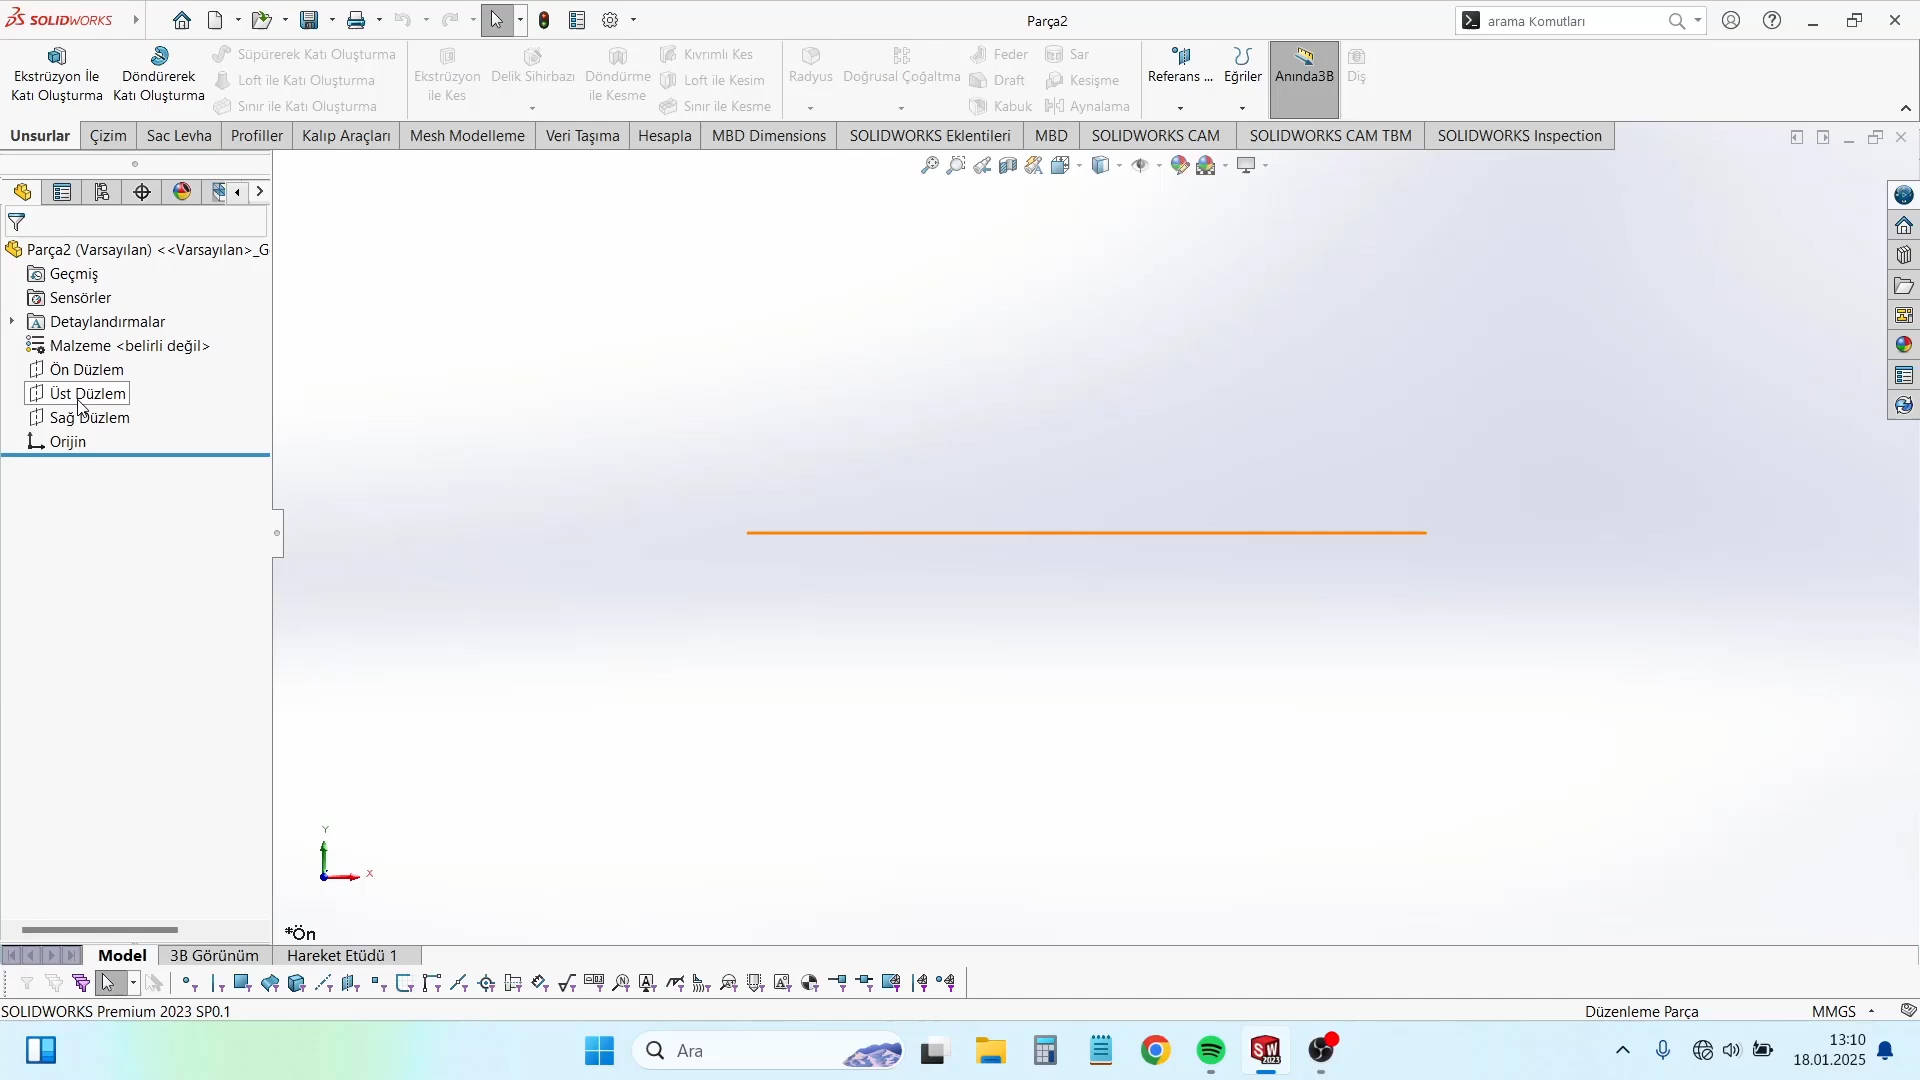 SOLIDWORKS
Parça2
arama Komutları
Ekstrüzyon İle
Katı Oluşturma
Döndürerek
Katı Oluşturma
Süpürerek Katı Oluşturma
Loft ile Katı Oluşturma
Sınır ile Katı Oluşturma
Ekstrüzyon
ile Kes
Delik Sihirbazı
Döndürme
ile Kesme
Kıvrımlı Kes
Loft ile Kesim
Sınır ile Kesme
Radyus
Doğrusal Çoğaltma
Feder
Draft
Kabuk
Sar
Kesişme
Aynalama
Referans ...
Eğriler
Anında3B
Diş
Unsurlar
Çizim
Sac Levha
Profiller
Kalıp Araçları
Mesh Modelleme
Veri Taşıma
Hesapla
MBD Dimensions
SOLIDWORKS Eklentileri
MBD
SOLIDWORKS CAM
SOLIDWORKS CAM TBM
SOLIDWORKS Inspection
Parça2 (Varsayılan) <<Varsayılan>_G
Geçmiş
Sensörler
Detaylandırmalar
Malzeme <belirli değil>
Ön Düzlem
Üst Düzlem
Sağ Düzlem
Orijin
Y
X
*Ön
Model
3B Görünüm
Hareket Etüdü 1
SOLIDWORKS Premium 2023 SP0.1
Düzenleme Parça
MMGS
Ara
SW
2023
13:10
18.01.2025